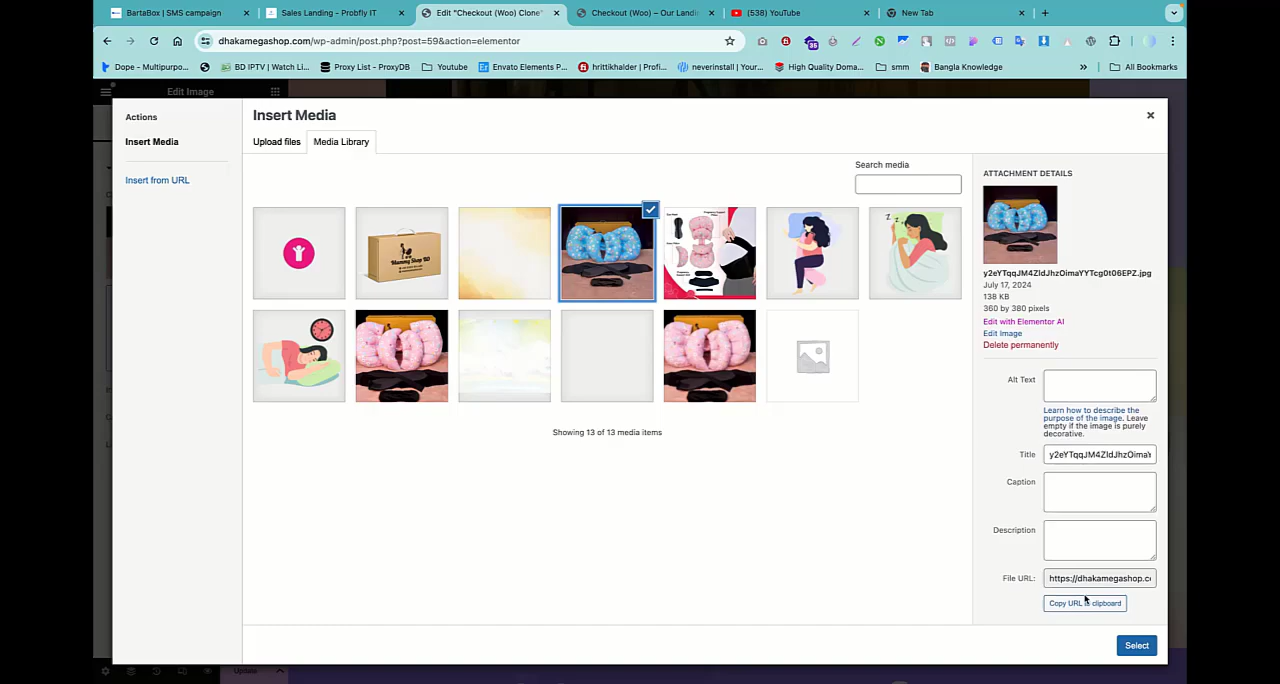 BartaBox | SMS campaign
Sales Landing - Probfly IT
Edit "Checkout (Woo) Clone"
Checkout (Woo) – Our Landi
(538) YouTube
New Tab
dhakamegashop.com/wp-admin/post.php?post=59&action=elementor
35
Dope - Multipurpo...
BD IPTV | Watch Li...
Proxy List - ProxyDB
Youtube
Envato Elements P...
hrittikhalder | Profi...
neverinstall | Your...
High Quality Doma...
smm
Bangla Knowledge
All Bookmarks
Edit Image
Actions
Insert Media
Insert from URL
Insert Media
Upload files
Media Library
Search media
Mummy Shop BD
Showing 13 of 13 media items
ATTACHMENT DETAILS
July 17, 2024
138 KB
360 by 380 pixels
Edit with Elementor AI
Edit Image
Delete permanently
Alt Text
Learn how to describe the
purpose of the image. Leave
empty if the image is purely
decorative.
Title
Caption
Description
File URL:
https://dhakamegashop.c
Copy URL to clipboard
Select
Update